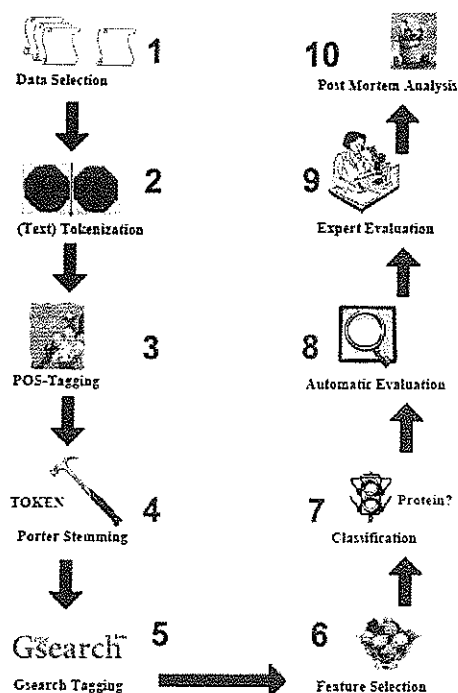 1
Data Selection
2
(Text) Tokenization
3
POS-Tagging
TOKEN
4
Porter Stemming
5
Gsearch
Gsearch Tagging
6
Feature Selection
7
Protein?
Classification
8
Automatic Evaluation
9
Expert Evaluation
10
Post Mortem Analysis